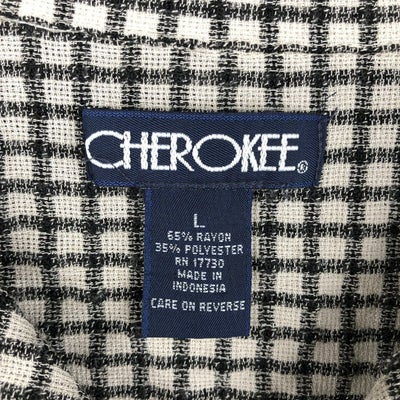 CHEROKEE®
L
65% RAYON
35% POLYESTER
RN 17730
MADE IN
INDONESIA
CARE ON REVERSE